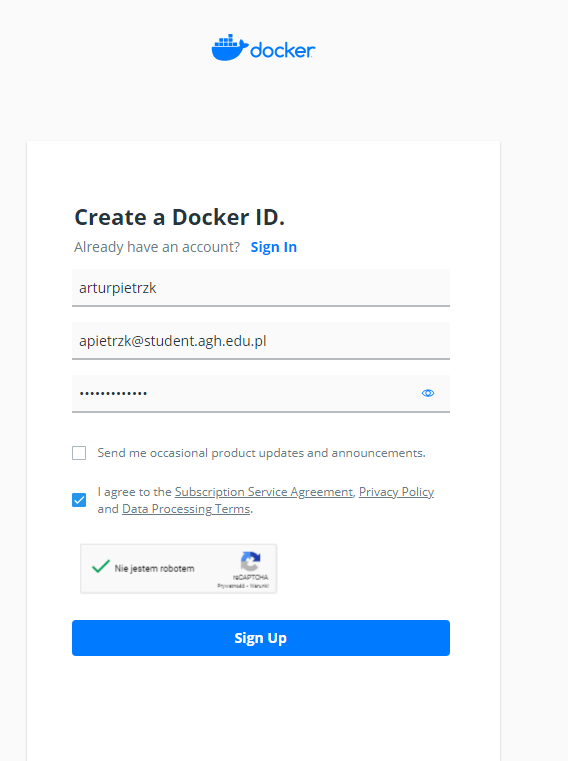 docker
Create a Docker ID.
Already have an account? Sign In
arturpietrzk
apietrzk@student.agh.edu.pl
•••••••••••••
Send me occasional product updates and announcements.
I agree to the Subscription Service Agreement, Privacy Policy
and Data Processing Terms.
Nie jestem robotem
reCAPTCHA
Prywatność - Warunki
Sign Up